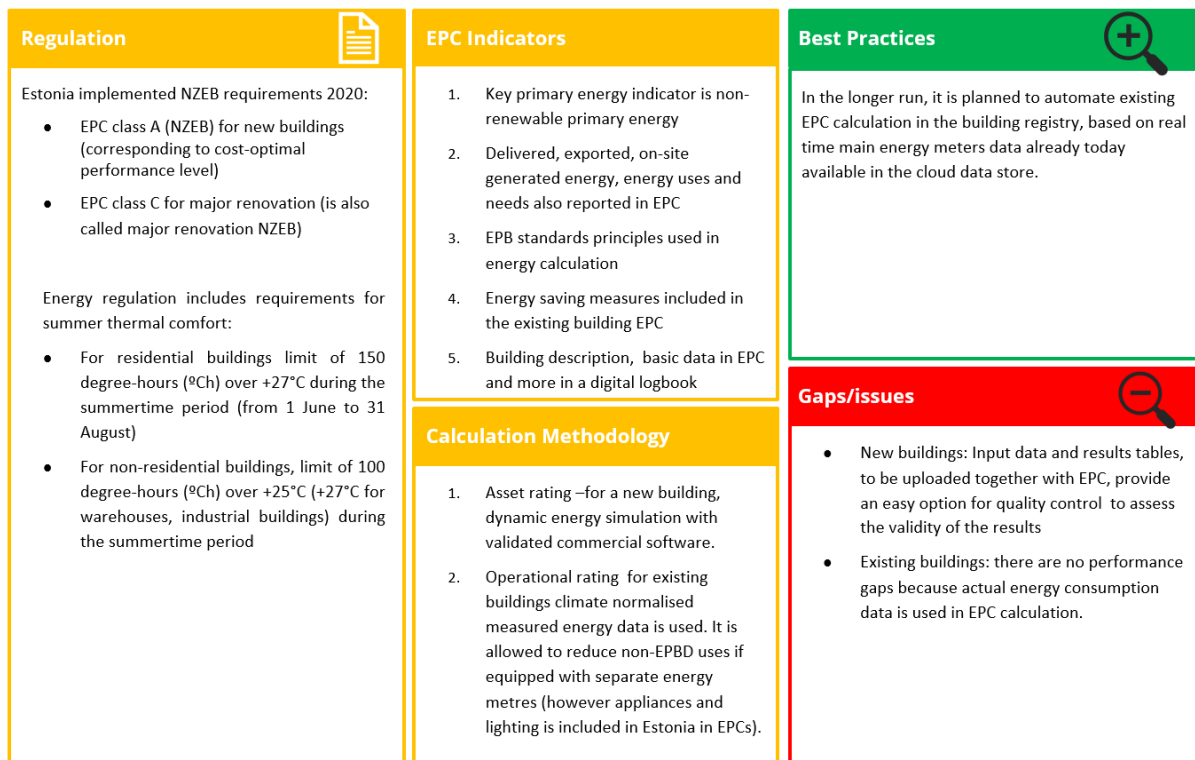 Regulation
Estonia implemented NZEB requirements 2020:
● EPC class A (NZEB) for new buildings
(corresponding to cost-optimal
performance level)
● EPC class C for major renovation (is also
called major renovation NZEB)
Energy regulation includes requirements for
summer thermal comfort:
● For residential buildings limit of 150
degree-hours (ºCh) over +27°C during the
summertime period (from 1 June to 31
August)
● For non-residential buildings, limit of 100
degree-hours (ºCh) over +25°C (+27°C for
warehouses, industrial buildings) during
the summertime period
EPC Indicators
1. Key primary energy indicator is non-
renewable primary energy
2. Delivered, exported, on-site
generated energy, energy uses and
needs also reported in EPC
3. EPB standards principles used in
energy calculation
4. Energy saving measures included in
the existing building EPC
5. Building description, basic data in EPC
and more in a digital logbook
Calculation Methodology
1. Asset rating –for a new building,
dynamic energy simulation with
validated commercial software.
2. Operational rating for existing
buildings climate normalised
measured energy data is used. It is
allowed to reduce non-EPBD uses if
equipped with separate energy
metres (however appliances and
lighting is included in Estonia in EPCs).
Best Practices
In the longer run, it is planned to automate existing
EPC calculation in the building registry, based on real
time main energy meters data already today
available in the cloud data store.
Gaps/issues
● New buildings: Input data and results tables,
to be uploaded together with EPC, provide
an easy option for quality control to assess
the validity of the results
● Existing buildings: there are no performance
gaps because actual energy consumption
data is used in EPC calculation.